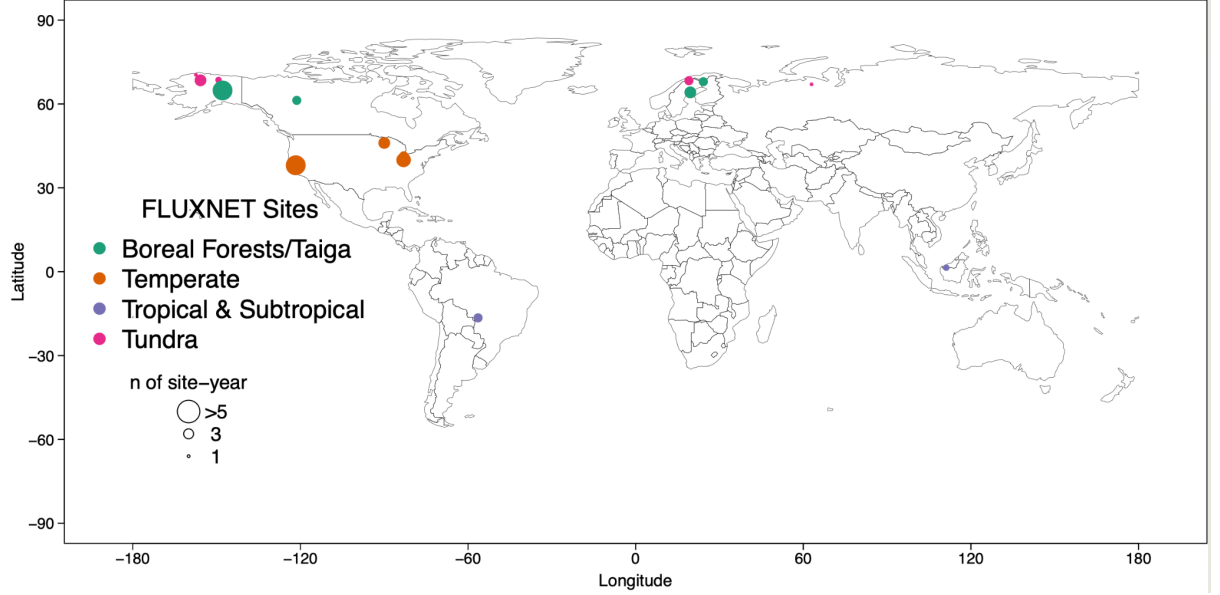 90
60
30
0
−30
−60
−90
Latitude
FLUXNET Sites
Boreal Forests/Taiga
Temperate
Tropical & Subtropical
Tundra
n of site−year
>5
3
1
−180
−120
−60
0
60
120
180
Longitude